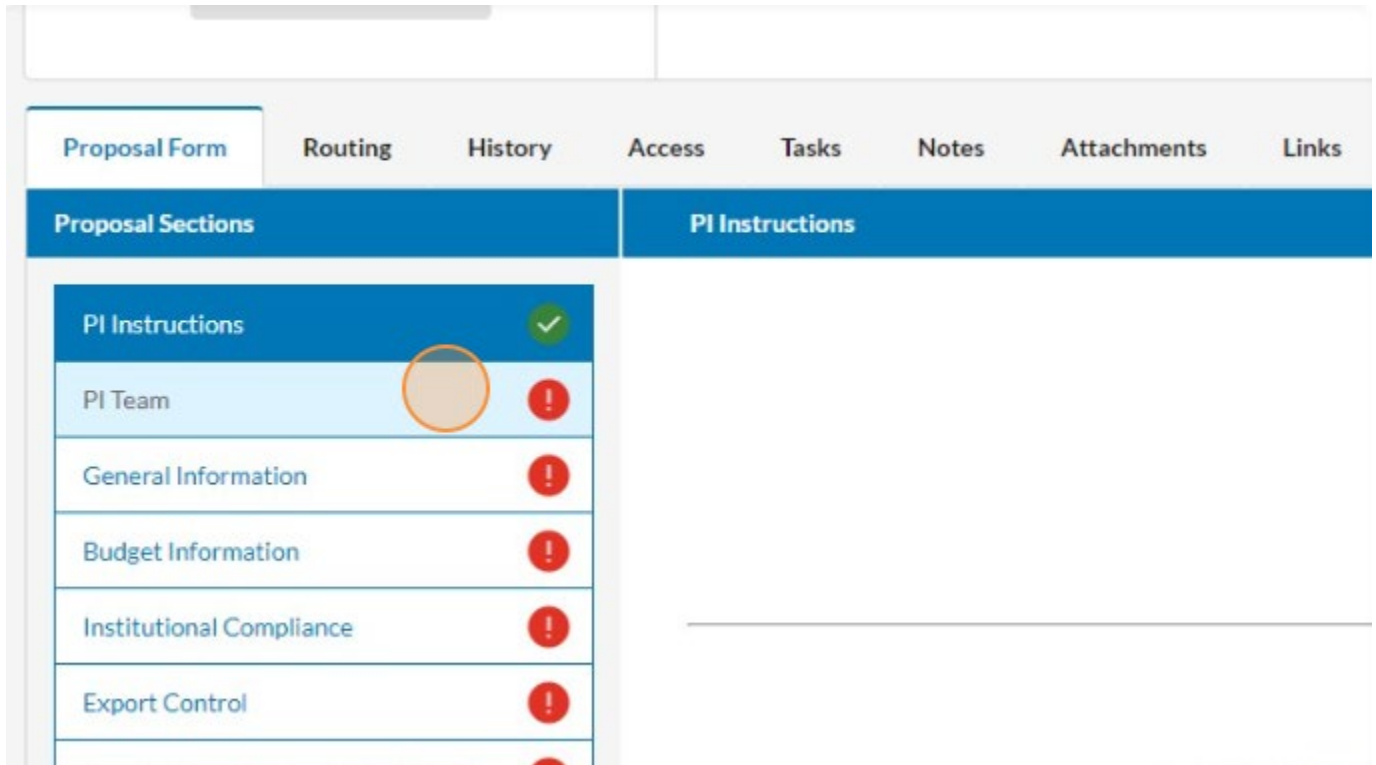 Proposal Form Routing History Access Tasks Notes Attachments Links
Proposal Sections
PI Instructions
PI Instructions
PI Team
General Information
Budget Information
Institutional Compliance
Export Control